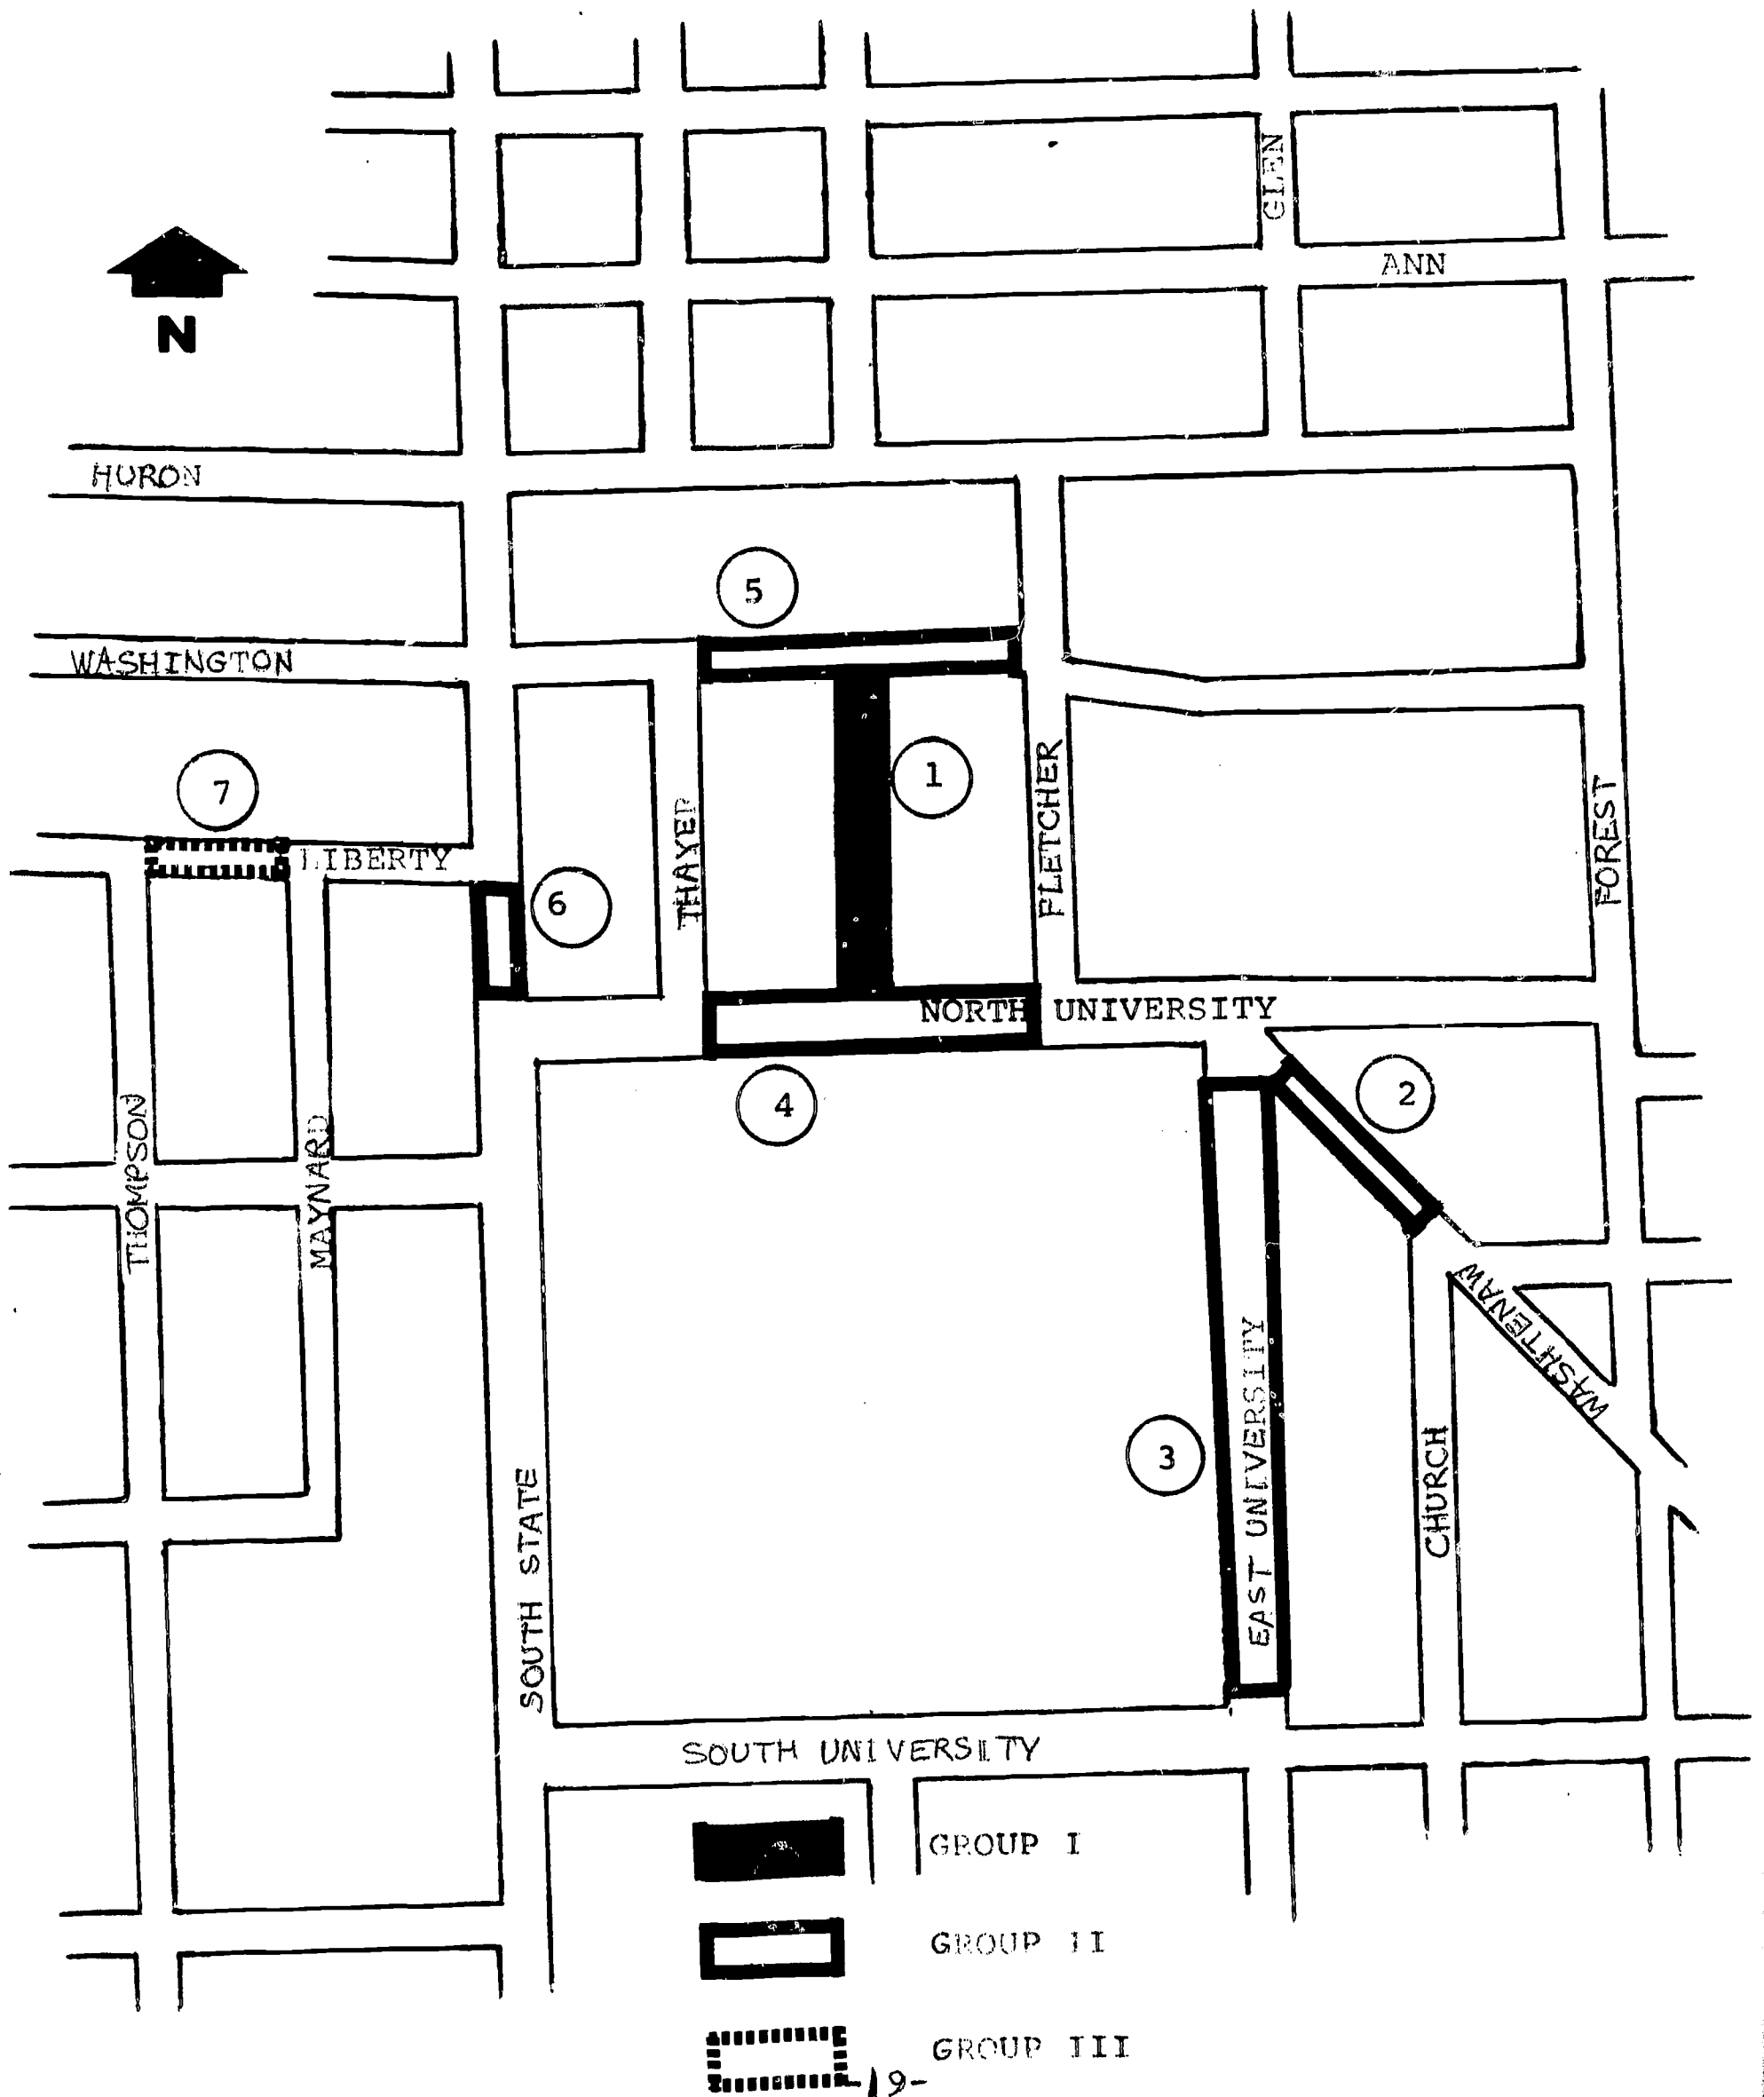 GLEN
ANN
N
HURON
5
WASHINGTON
1
7
FLETCHER
THAYER
FOREST
LIBERTY
6
NORTH UNIVERSITY
2
4
THOMPSON
MAYNARD
WASHTENAW
3
EAST UNIVERSITY
CHURCH
SOUTH STATE
SOUTH UNIVERSITY
GROUP I
GROUP II
GROUP III
-19-